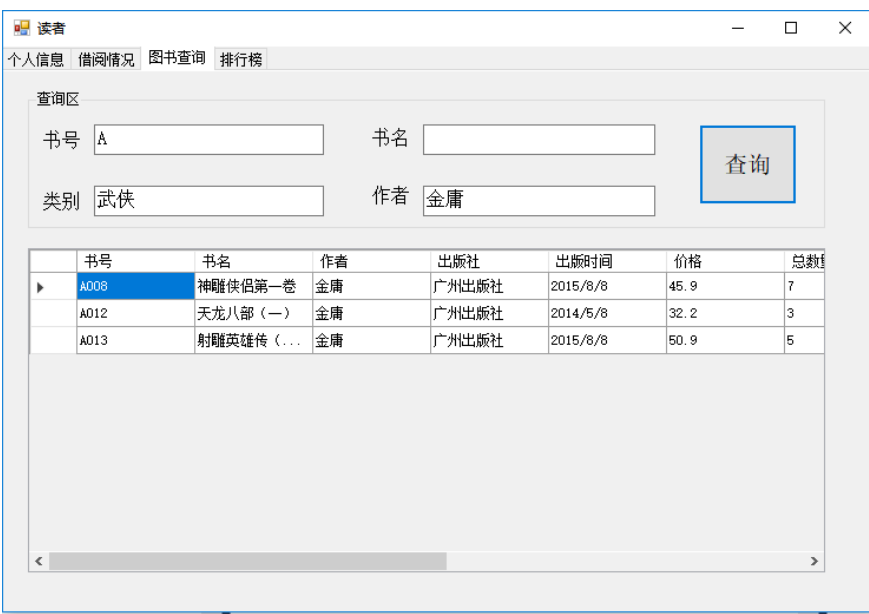 读者
个人信息 借阅情况 图书查询 排行榜
查询区
书号 A 书名
查询
类别 武侠 作者 金庸
书号 书名 作者 出版社 出版时间 价格 总数
A008 神雕侠侣第一卷 金庸 广州出版社 2015/8/8 45.9 7
A012 天龙八部（一） 金庸 广州出版社 2014/5/8 32.2 3
A013 射雕英雄传（... 金庸 广州出版社 2015/8/8 50.9 5